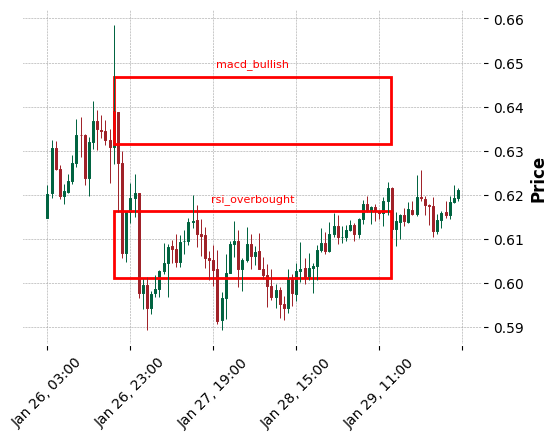 0.66
0.65
macd_bullish
0.64
0.63
0.62
rsi_overbought
0.61
0.60
0.59
Price
Jan 26, 03:00
Jan 26, 23:00
Jan 27, 19:00
Jan 28, 15:00
Jan 29, 11:00